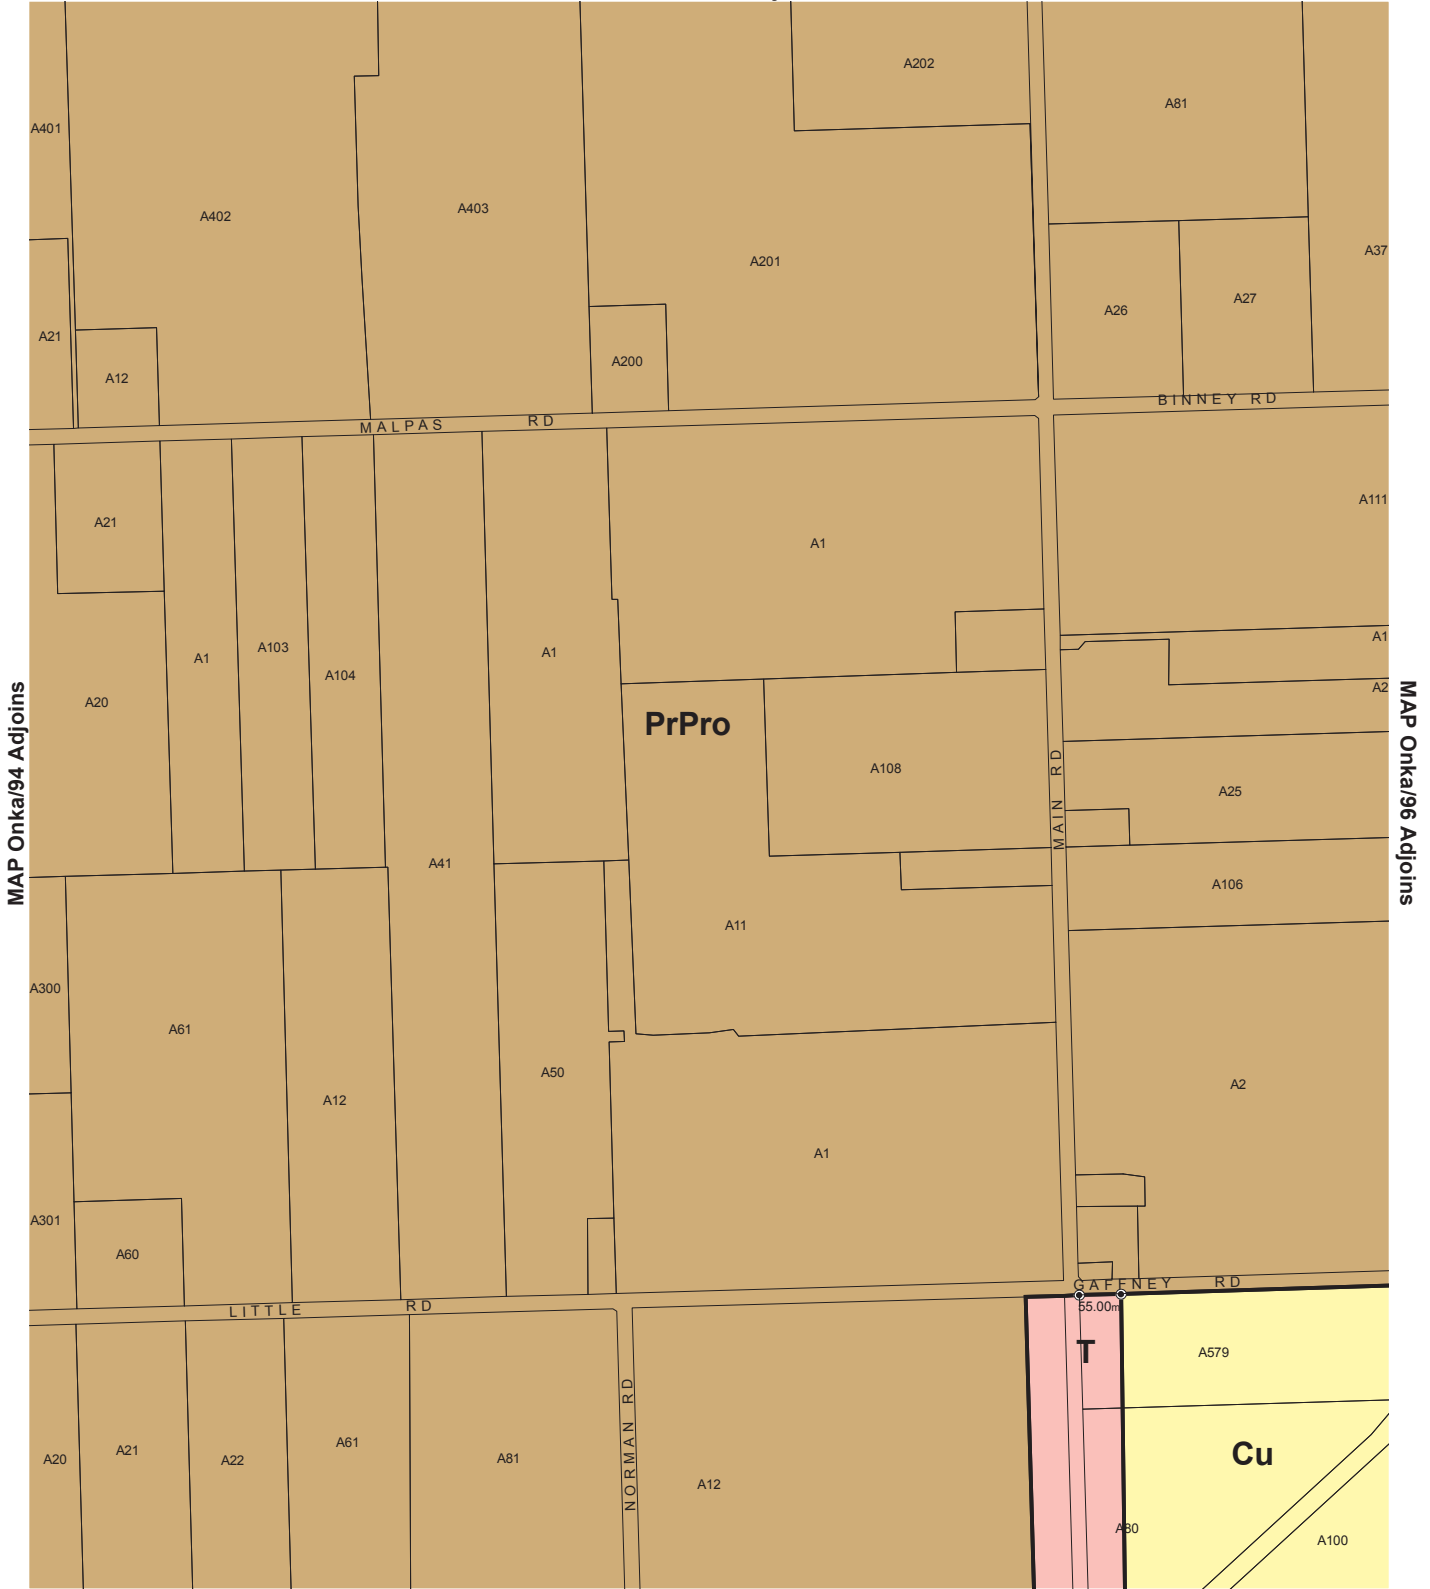 A202
A81
A401
A402
A403
A201
A37
A26
A27
A21
A12
A200
BINNEY RD
MALPAS RD
A21
A111
A1
A1
A103
A104
A1
A20
A1
A2
MAP Onka/94 Adjoins
MAP Onka/96 Adjoins
PrPro
A108
MAIN RD
A25
A41
A106
A11
A300
A61
A50
A12
A2
A1
A301
A60
GAFFNEY RD
LITTLE RD
55.00m
T
A579
NORMAN RD
A20
A21
A22
A61
A81
A12
Cu
A80
A100